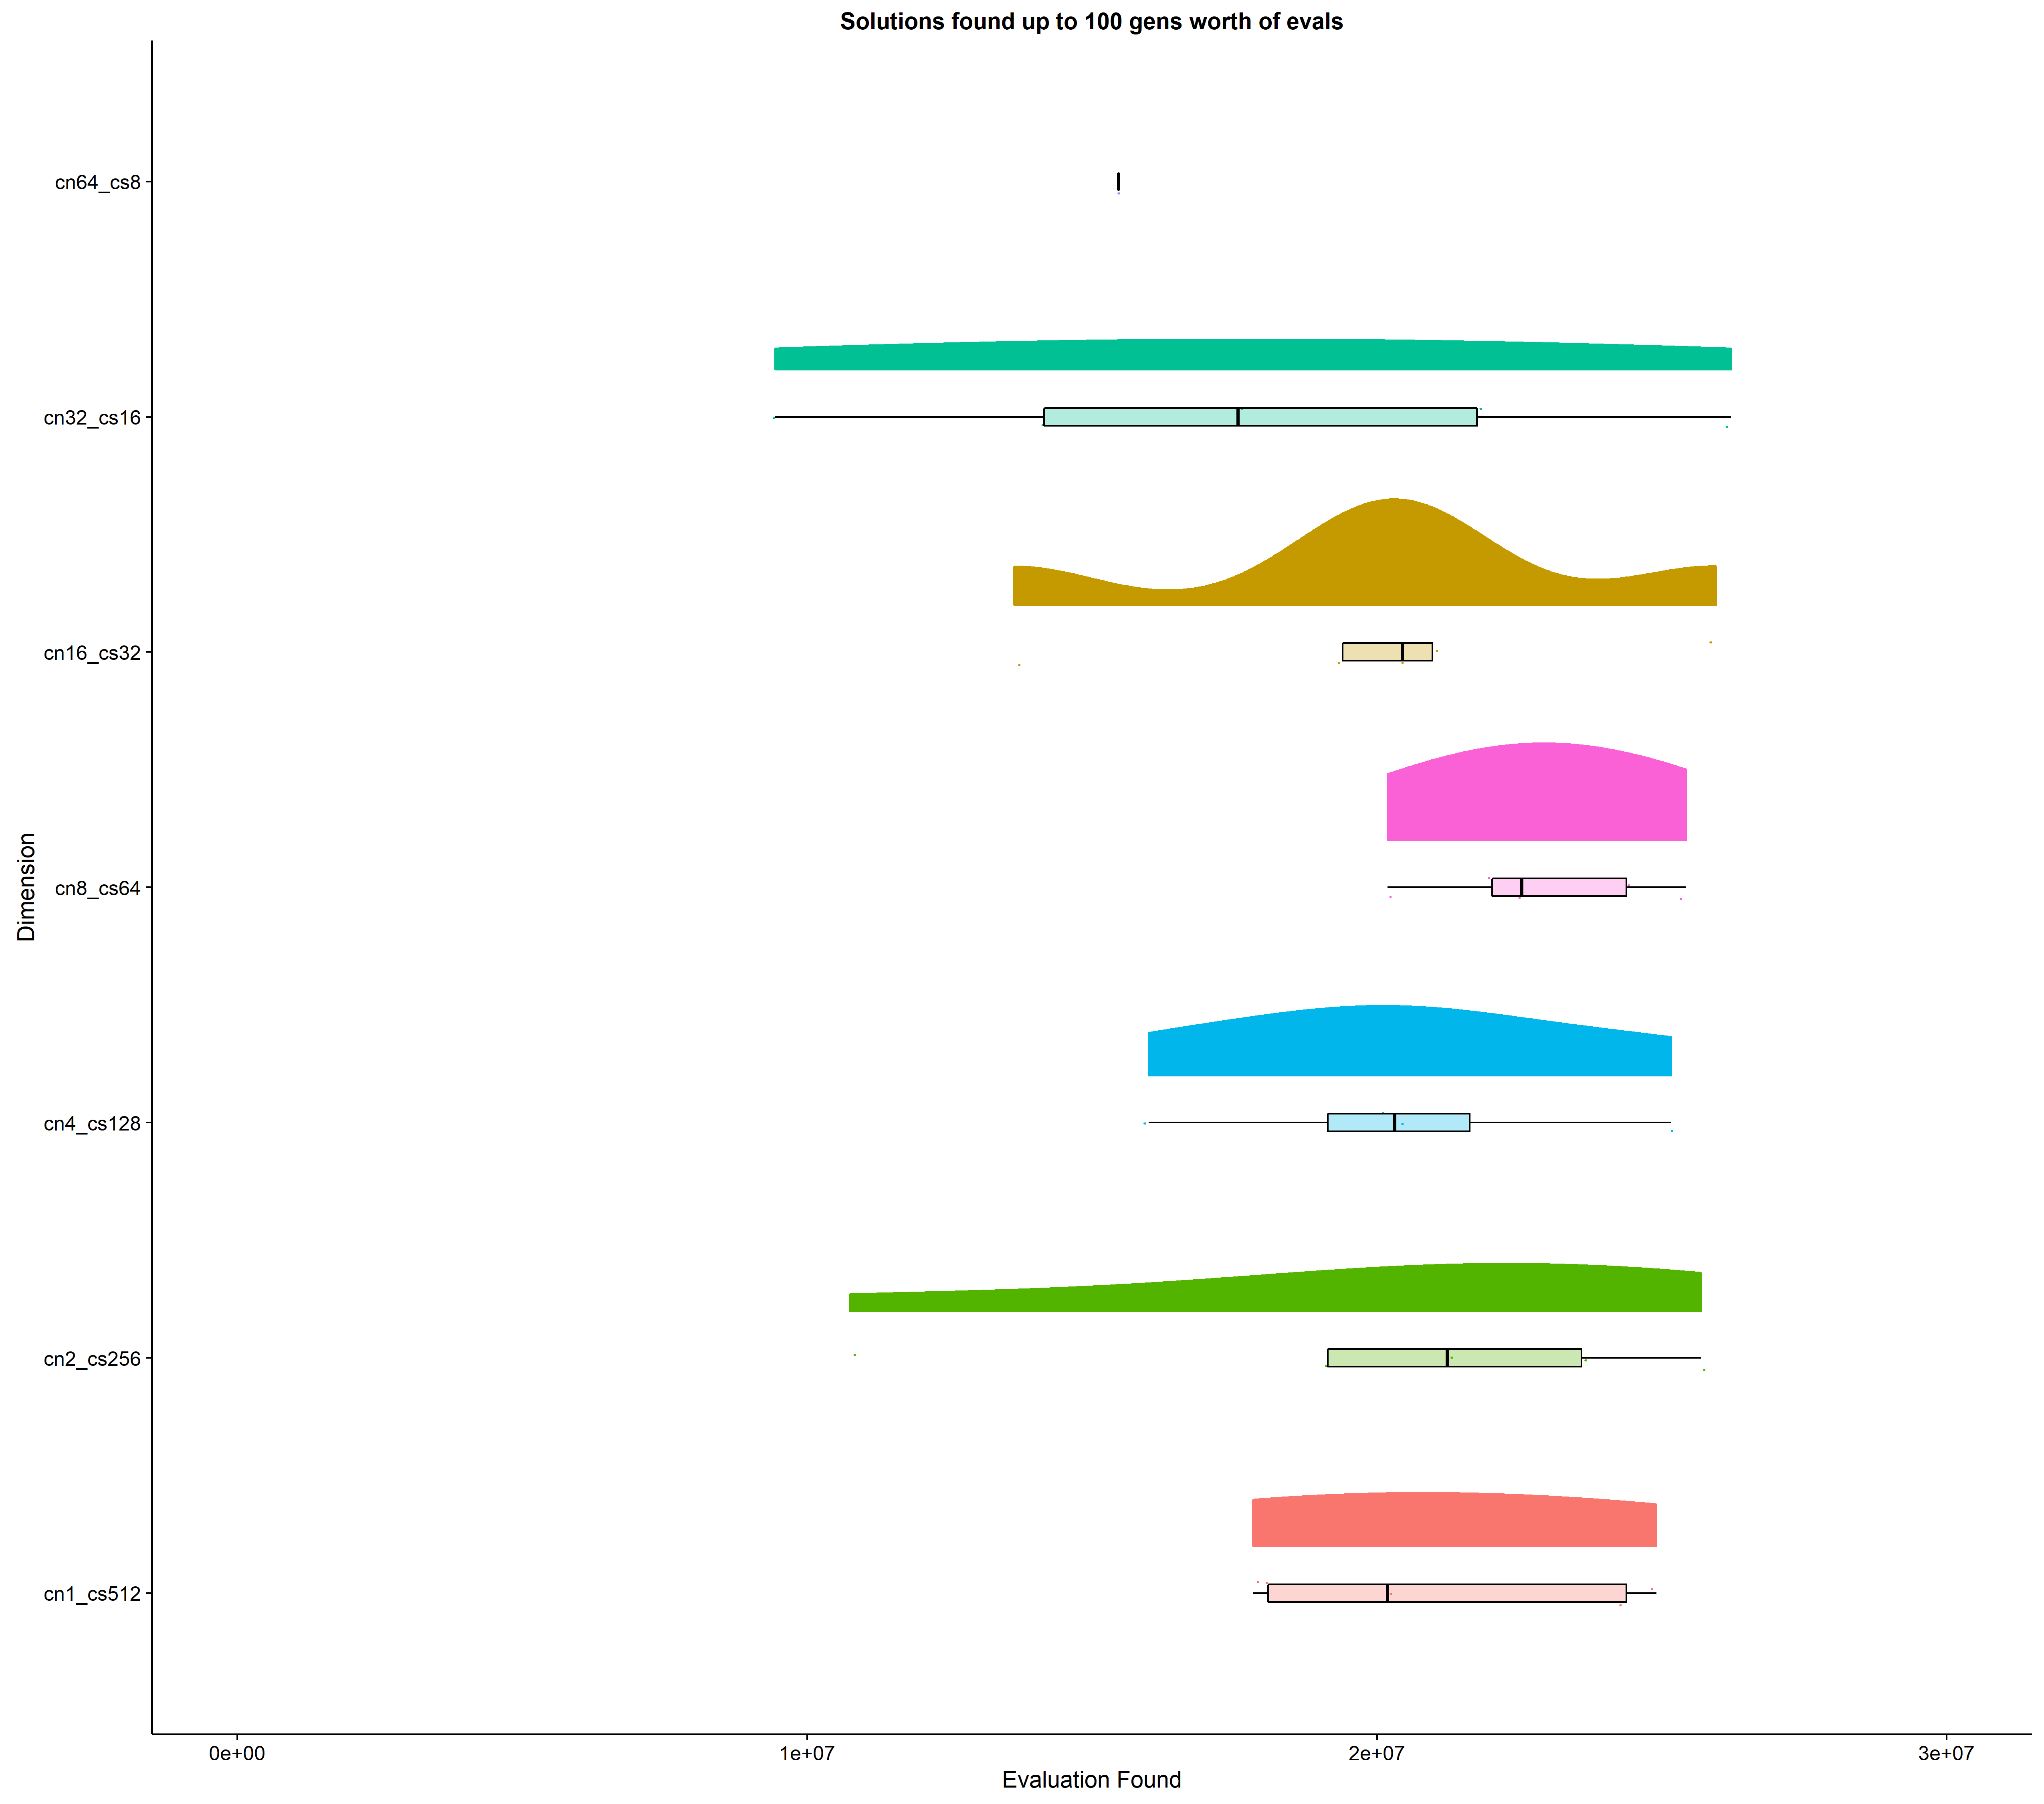 Solutions found up to 100 gens worth of evals
cn64_cs8
cn32_cs16
cn16_cs32
cn8_cs64
cn4_cs128
cn2_cs256
cn1_cs512
Dimension
0e+00
1e+07
2e+07
3e+07
Evaluation Found